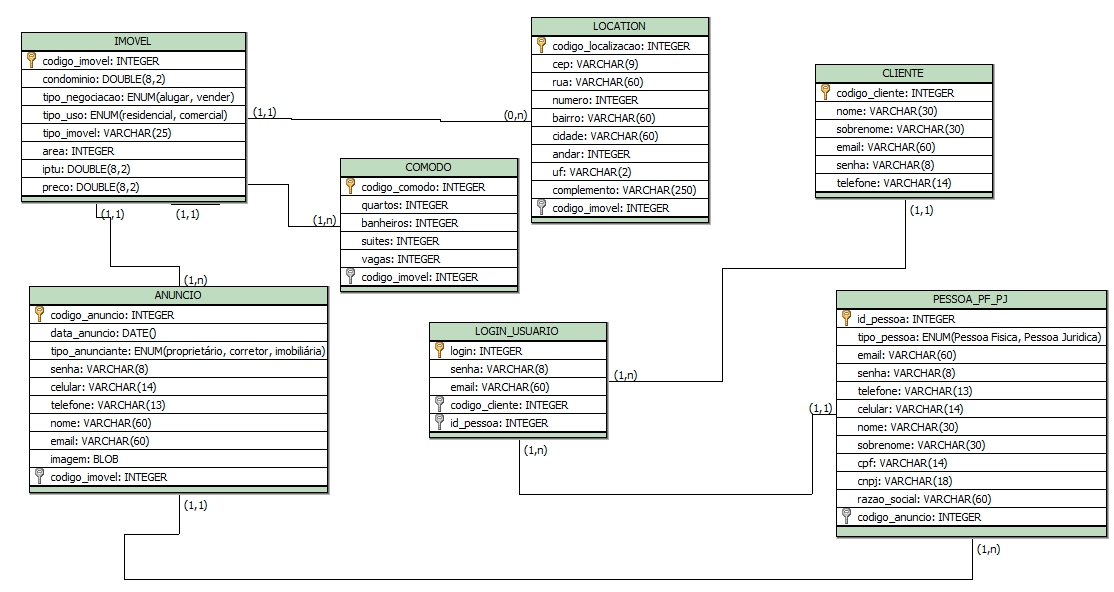 IMOVEL
codigo_imovel: INTEGER
condominio: DOUBLE(8,2)
tipo_negociacao: ENUM(alugar, vender)
tipo_uso: ENUM(residencial, comercial)
tipo_imovel: VARCHAR(25)
area: INTEGER
iptu: DOUBLE(8,2)
preco: DOUBLE(8,2)
(1,1)
(0,n)
(1,n)
(1,1)
(1,1)
(1,n)
LOCATION
codigo_localizacao: INTEGER
cep: VARCHAR(9)
rua: VARCHAR(60)
numero: INTEGER
bairro: VARCHAR(60)
cidade: VARCHAR(60)
andar: INTEGER
uf: VARCHAR(2)
complemento: VARCHAR(250)
codigo_imovel: INTEGER
CLIENTE
codigo_cliente: INTEGER
nome: VARCHAR(30)
sobrenome: VARCHAR(30)
email: VARCHAR(60)
senha: VARCHAR(8)
telefone: VARCHAR(14)
(1,1)
COMODO
codigo_comodo: INTEGER
quartos: INTEGER
banheiros: INTEGER
suites: INTEGER
vagas: INTEGER
codigo_imovel: INTEGER
ANUNCIO
codigo_anuncio: INTEGER
data_anuncio: DATE()
tipo_anunciante: ENUM(proprietário, corretor, imobiliária)
senha: VARCHAR(8)
celular: VARCHAR(14)
telefone: VARCHAR(13)
nome: VARCHAR(60)
email: VARCHAR(60)
imagem: BLOB
codigo_imovel: INTEGER
(1,1)
LOGIN_USUARIO
login: INTEGER
senha: VARCHAR(8)
email: VARCHAR(60)
codigo_cliente: INTEGER
id_pessoa: INTEGER
(1,n)
(1,n)
(1,1)
PESSOA_PF_PJ
id_pessoa: INTEGER
tipo_pessoa: ENUM(Pessoa Fisica, Pessoa Juridica)
email: VARCHAR(60)
senha: VARCHAR(8)
telefone: VARCHAR(13)
celular: VARCHAR(14)
nome: VARCHAR(30)
sobrenome: VARCHAR(30)
cpf: VARCHAR(14)
cnpj: VARCHAR(18)
razao_social: VARCHAR(60)
codigo_anuncio: INTEGER
(1,n)